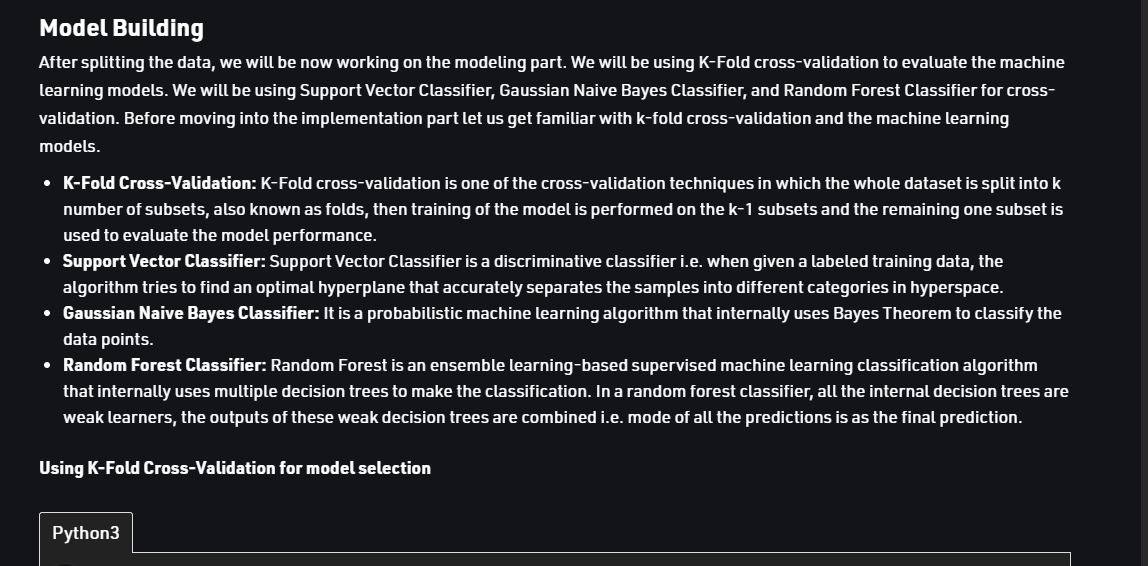 Model Building
After splitting the data, we will be now working on the modeling part. We will be using K-Fold cross-validation to evaluate the machine
learning models. We will be using Support Vector Classifier, Gaussian Naive Bayes Classifier, and Random Forest Classifier for cross-
validation. Before moving into the implementation part let us get familiar with k-fold cross-validation and the machine learning
models.
• K-Fold Cross-Validation: K-Fold cross-validation is one of the cross-validation techniques in which the whole dataset is split into k
number of subsets, also known as folds, then training of the model is performed on the k-1 subsets and the remaining one subset is
used to evaluate the model performance.
• Support Vector Classifier: Support Vector Classifier is a discriminative classifier i.e. when given a labeled training data, the
algorithm tries to find an optimal hyperplane that accurately separates the samples into different categories in hyperspace.
• Gaussian Naive Bayes Classifier: It is a probabilistic machine learning algorithm that internally uses Bayes Theorem to classify the
data points.
• Random Forest Classifier: Random Forest is an ensemble learning-based supervised machine learning classification algorithm
that internally uses multiple decision trees to make the classification. In a random forest classifier, all the internal decision trees are
weak learners, the outputs of these weak decision trees are combined i.e. mode of all the predictions is as the final prediction.
Using K-Fold Cross-Validation for model selection
Python3